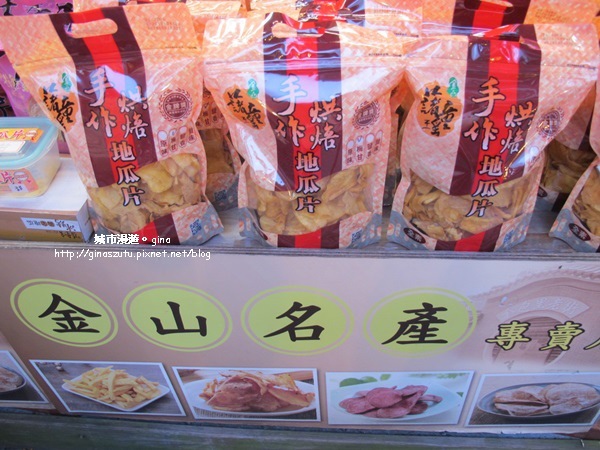 烘焙
手作地瓜片
烘焙
手作地瓜片
烘焙
手作地瓜片
城市漫遊。gina
http://ginaszutu.pixnet.net/blog
金山名產專賣